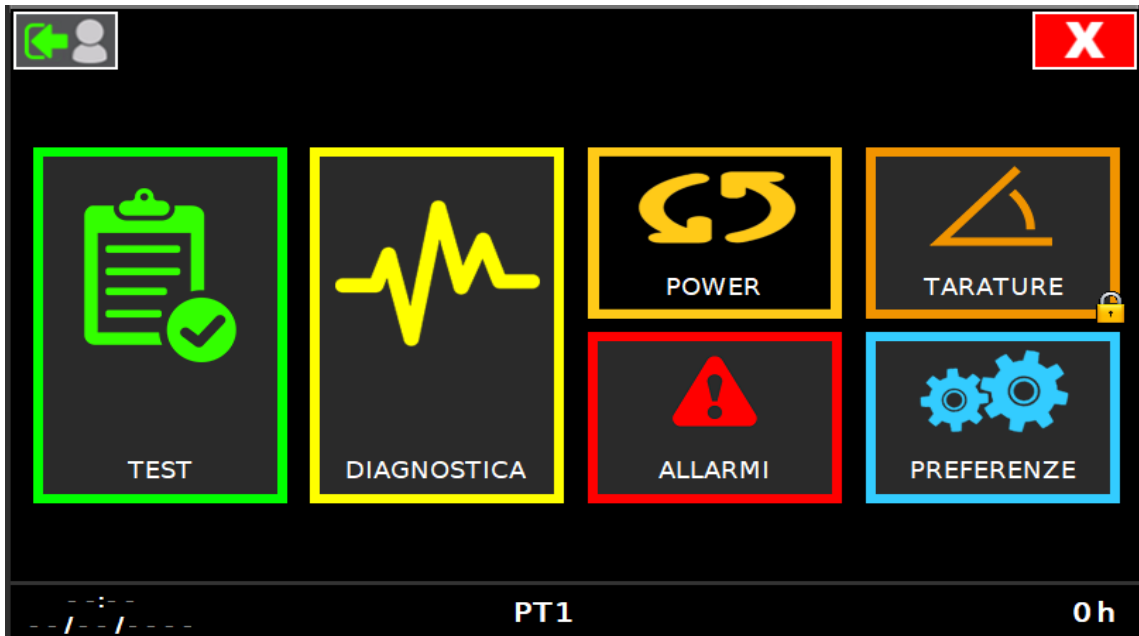 X
TEST
DIAGNOSTICA
POWER
TARATURE
ALLARMI
PREFERENZE
--:--
--/--/----
PT1
0 h